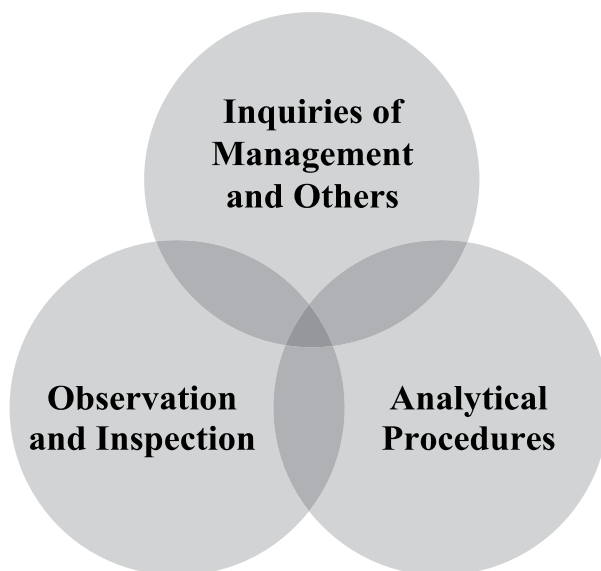 Inquiries of
Management
and Others
Observation
and Inspection
Analytical
Procedures